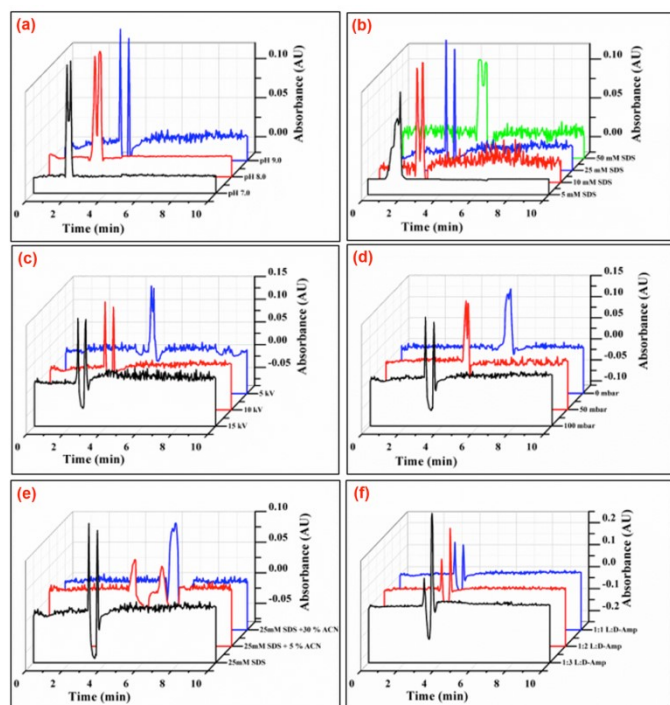 (a)
Absorbance (AU)
0.10
0.05
0.00
pH 9.0
pH 8.0
pH 7.0
0 2 4 6 8 10
Time (min)
(b)
Absorbance (AU)
0.10
0.05
0.00
50 mM SDS
25 mM SDS
10 mM SDS
5 mM SDS
0 2 4 6 8 10
Time (min)
(c)
Absorbance (AU)
0.15
0.10
0.05
0.00
-0.05
5 kV
10 kV
15 kV
0 2 4 6 8 10
Time (min)
(d)
Absorbance (AU)
0.15
0.10
0.05
0.00
-0.05
-0.10
0 mbar
50 mbar
100 mbar
0 2 4 6 8 10
Time (min)
(e)
Absorbance (AU)
0.10
0.05
0.00
-0.05
25mM SDS +30 % ACN
25mM SDS + 5 % ACN
25mM SDS
0 2 4 6 8 10
Time (min)
(f)
Absorbance (AU)
0.2
0.1
0.0
-0.1
-0.2
1:1 L:D-Amp
1:2 L:D-Amp
1:3 L:D-Amp
0 2 4 6 8 10
Time (min)